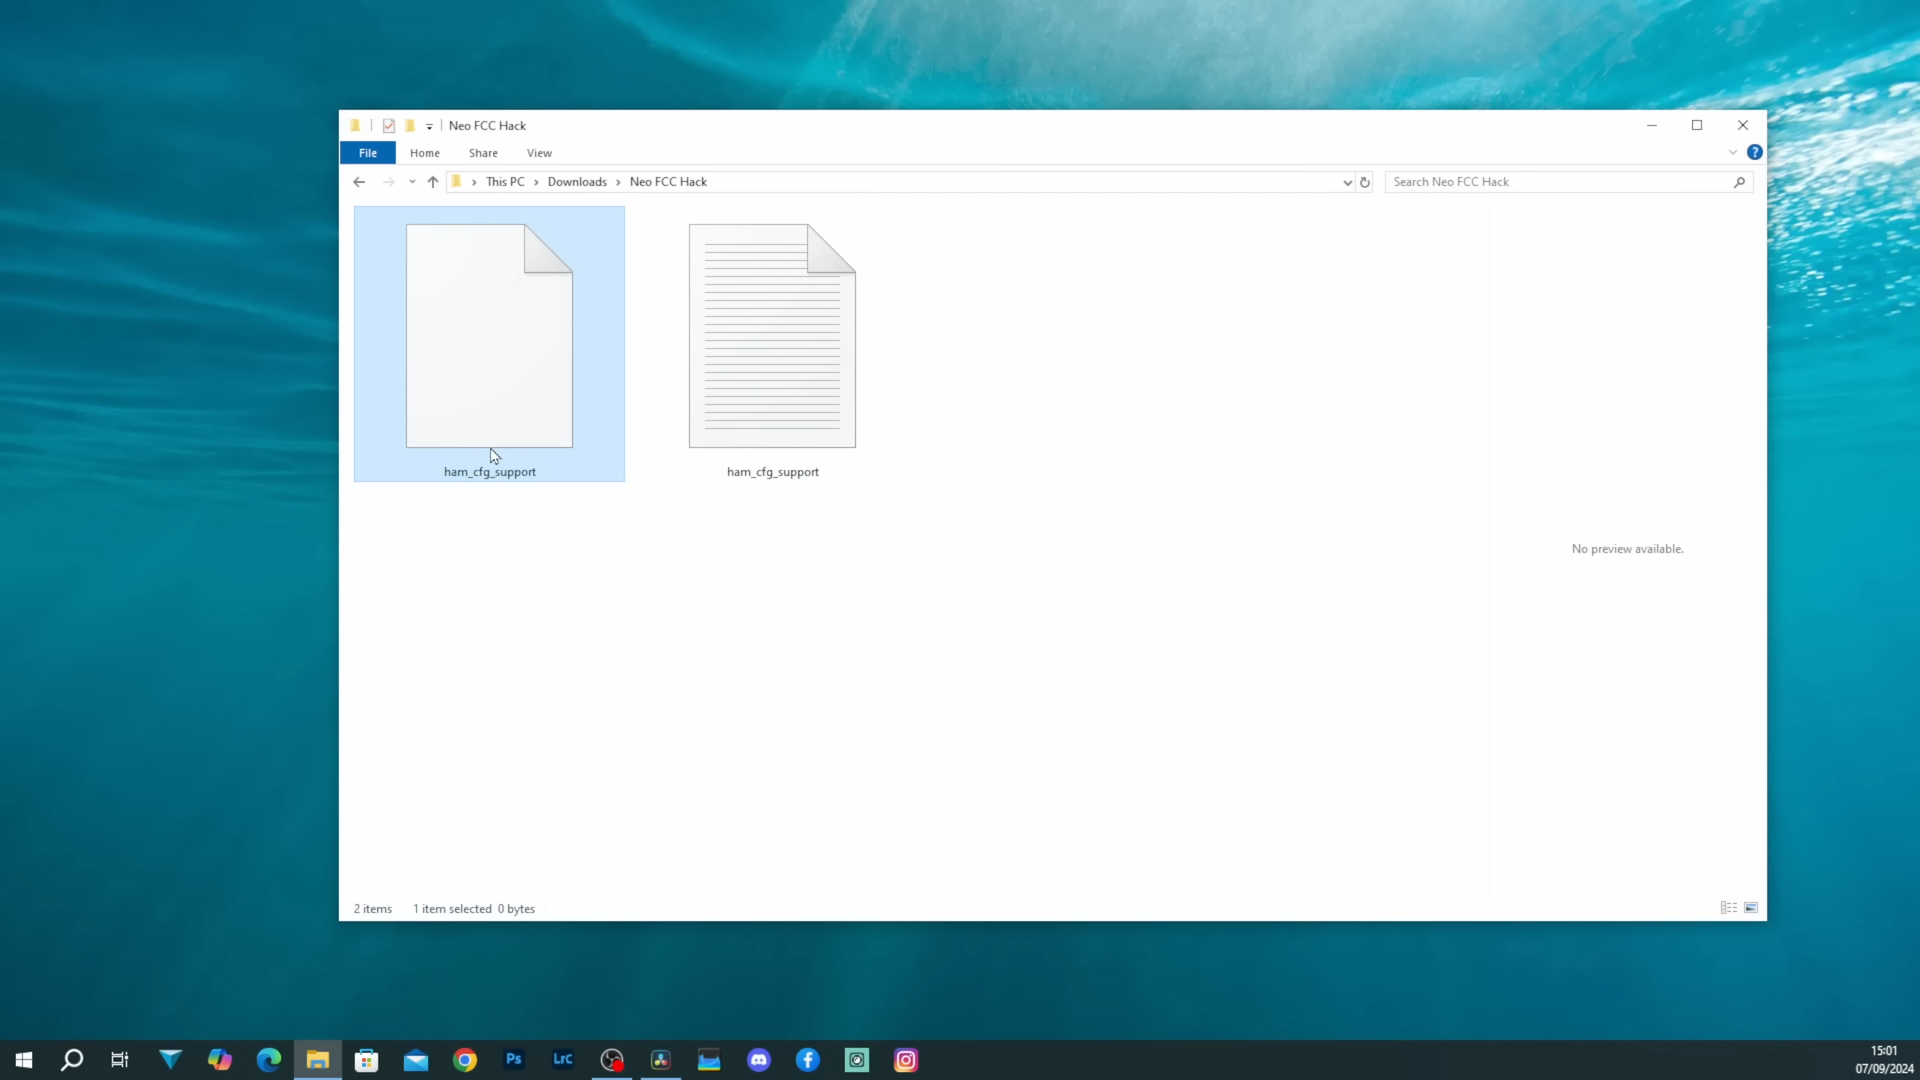 Neo FCC Hack
File Home Share View
This PC Downloads Neo FCC Hack
Search Neo FCC Hack
ham_cfg_support
ham_cfg_support
No preview available.
2 items 1 item selected 0 bytes
Ps
LrC
15:01
07/09/2024